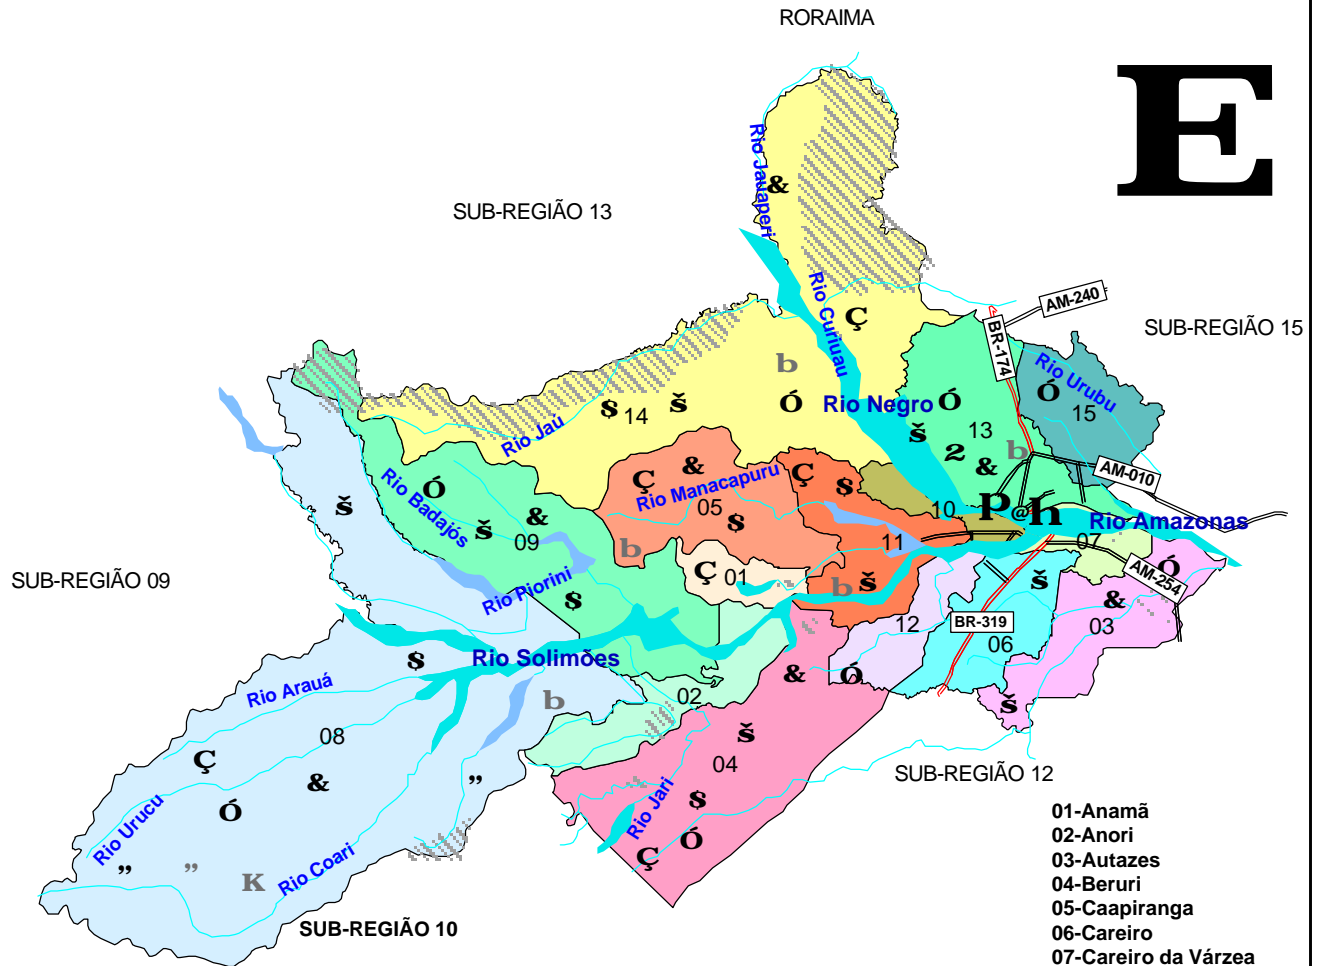 RORAIMA
E
SUB-REGIÃO 13
Rio Jauaperi
&
Rio Curiuau
Ç
AM-240
BR-174
SUB-REGIÃO 15
Rio Urubu
Ó
15
b
Ó
Rio Negro
Ó
š
13
2
&
b
$
14
š
Rio Jaú
AM-010
Ç
&
Rio Manacapuru
05
$
b
Ç
$
10
P@h
Rio Amazonas
11
07
š
Ó
Rio Badajós
š
09
&
Rio Piorini
$
Ç
01
b
š
š
AM-254
Ó
&
03
š
SUB-REGIÃO 09
12
BR-319
06
Ó
Rio Solimões
$
b
02
&
Rio Arauá
08
Ç
&
Ó
„
š
04
$
Rio Jari
Ó
Ç
SUB-REGIÃO 12
Rio Urucu
„
„
K
Rio Coari
SUB-REGIÃO 10
01-Anamã
02-Anori
03-Autazes
04-Beruri
05-Caapiranga
06-Careiro
07-Careiro da Várzea